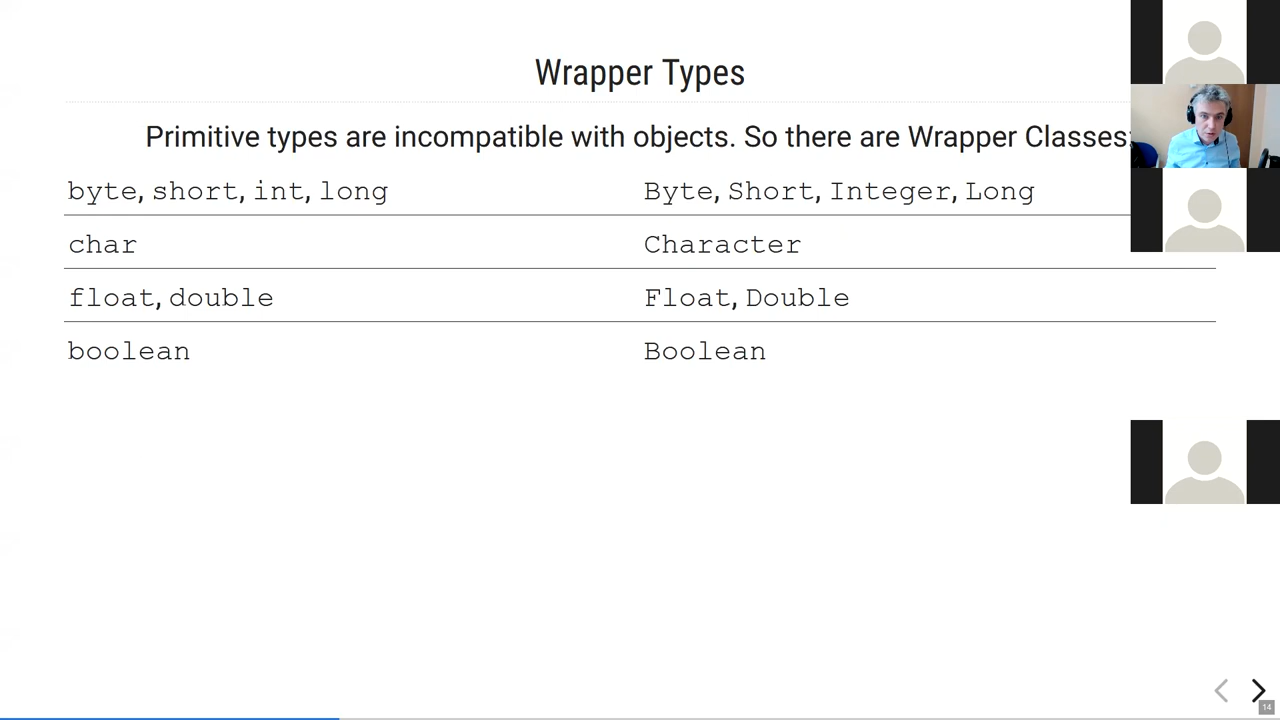 Wrapper Types
Primitive types are incompatible with objects. So there are Wrapper Classes:
byte, short, int, long Byte, Short, Integer, Long
char Character
float, double Float, Double
boolean Boolean
14